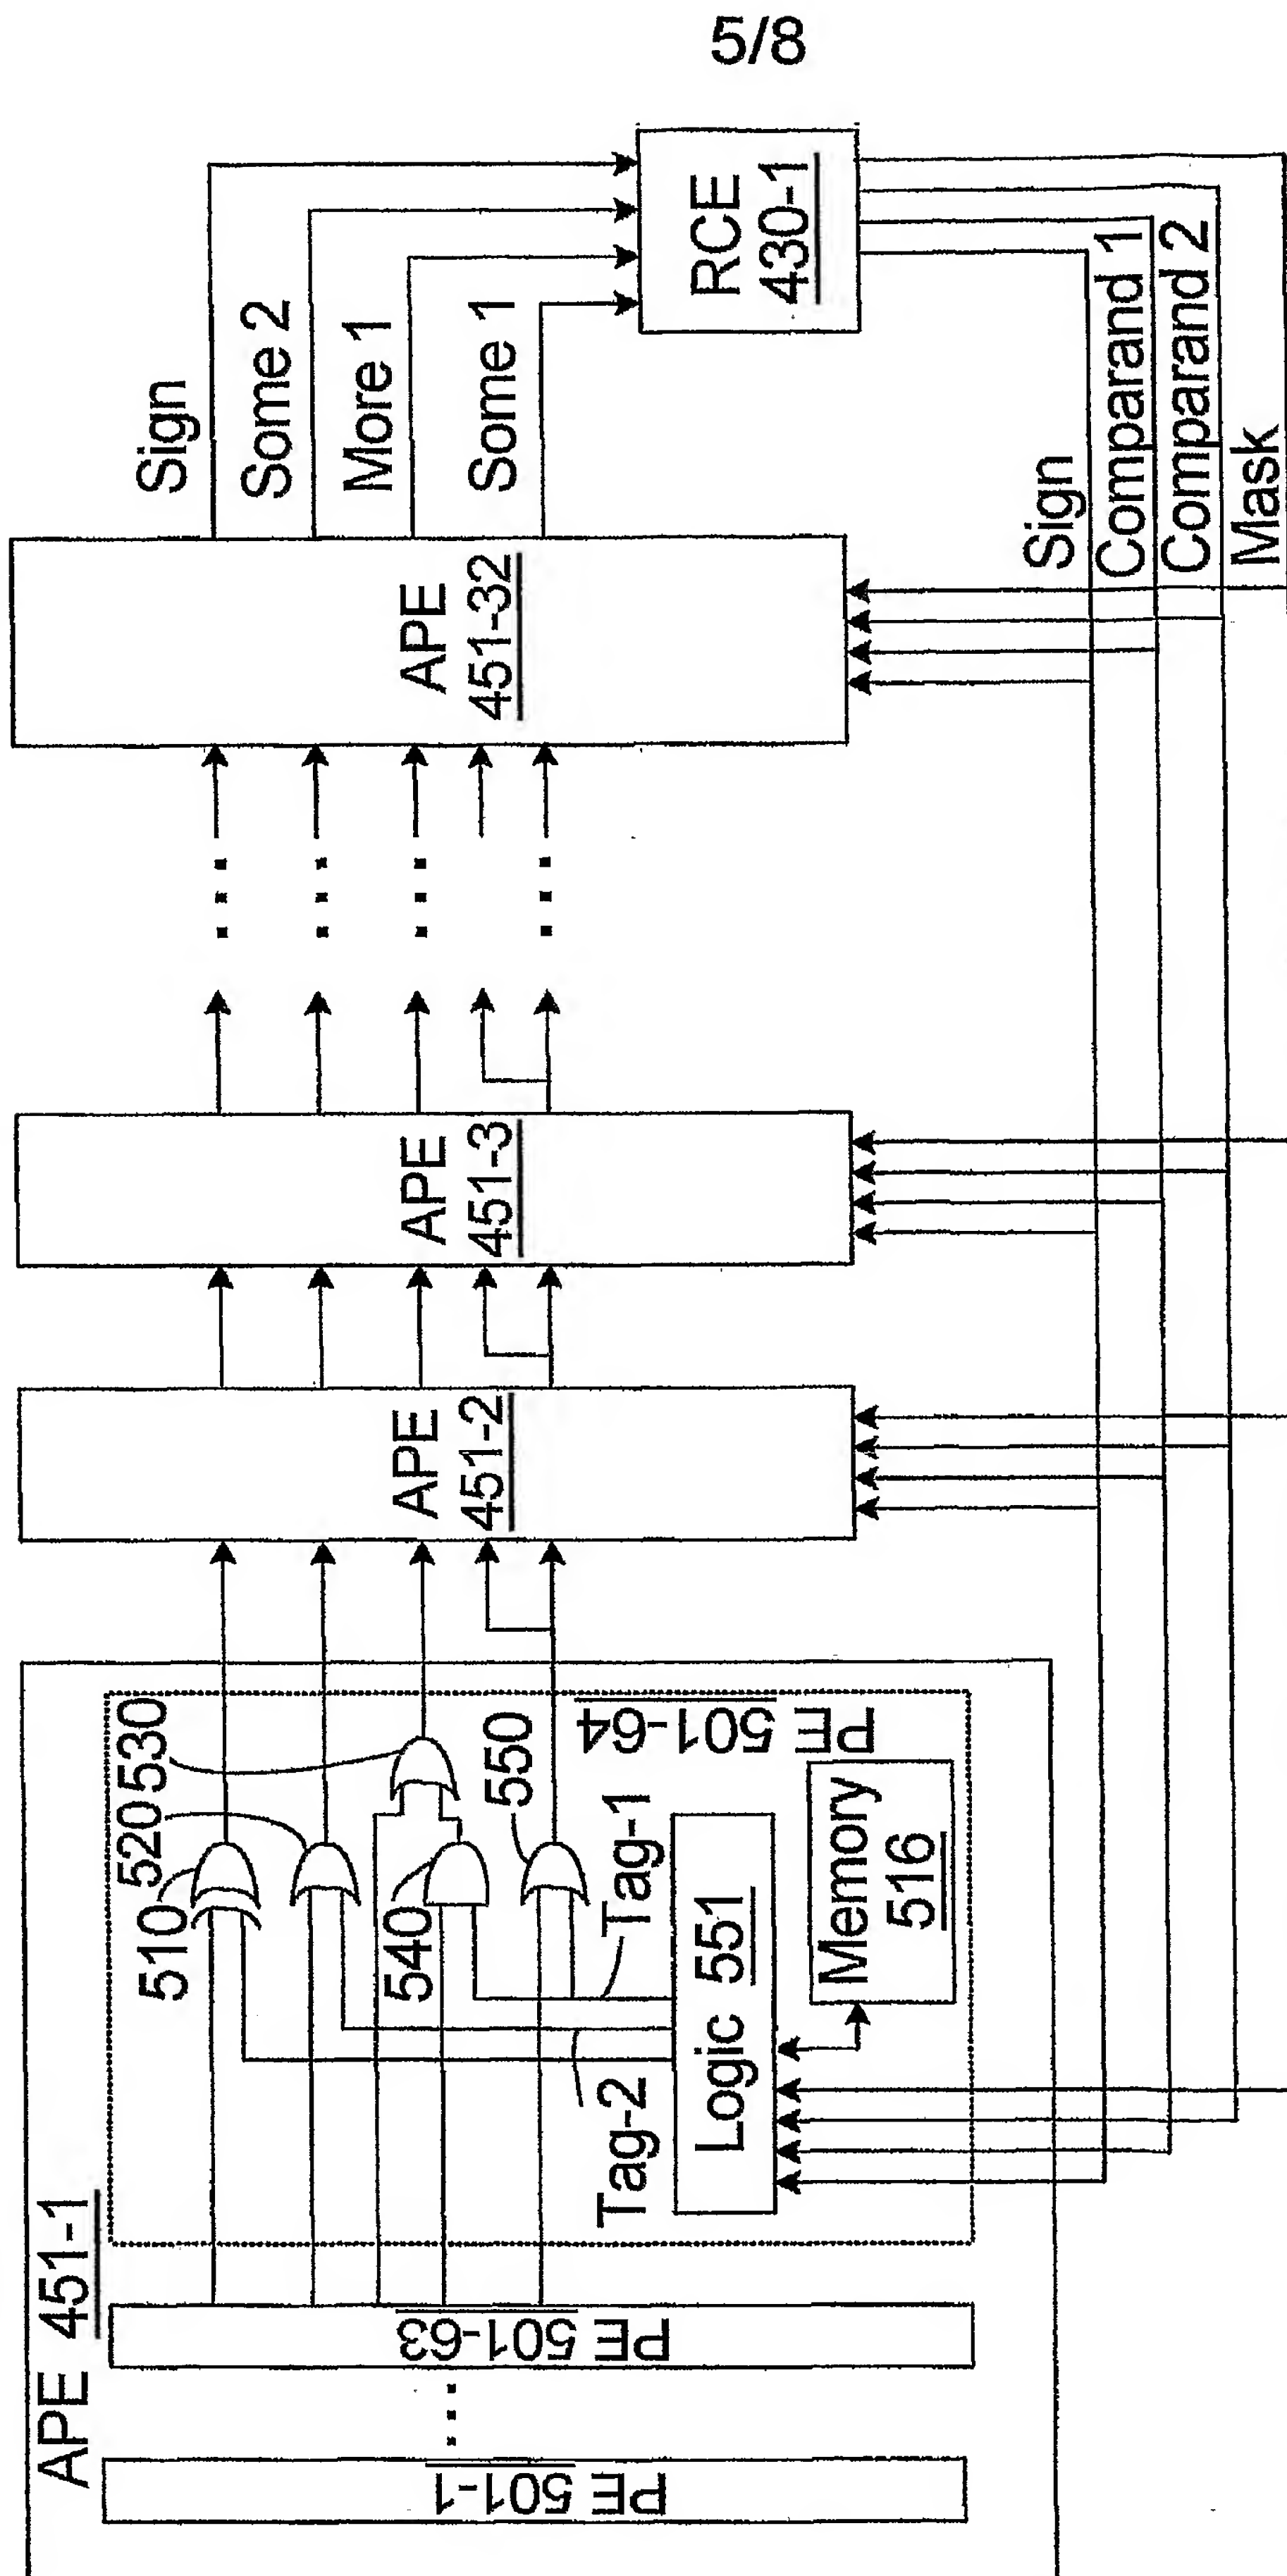 5/8
APE 451-1
PE 501-1
...
PE 501-63
PE 501-64
510
520
530
540
550
Tag-1
Tag-2
Logic 551
Memory
516
APE
451-2
APE
451-3
APE
451-32
Sign
Some 2
More 1
Some 1
RCE
430-1
Sign
Comparand 1
Comparand 2
Mask